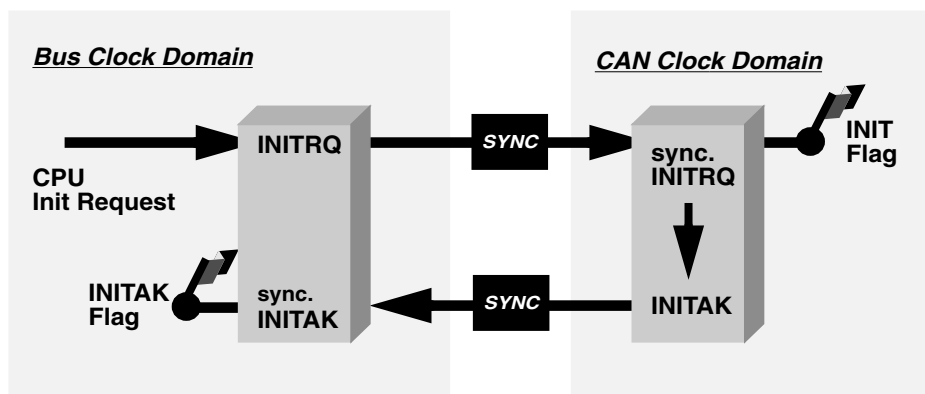 Bus Clock Domain
CAN Clock Domain
INITRQ
SYNC
INIT
Flag
CPU
Init Request
sync.
INITRQ
INITAK
Flag
sync.
INITAK
SYNC
INITAK